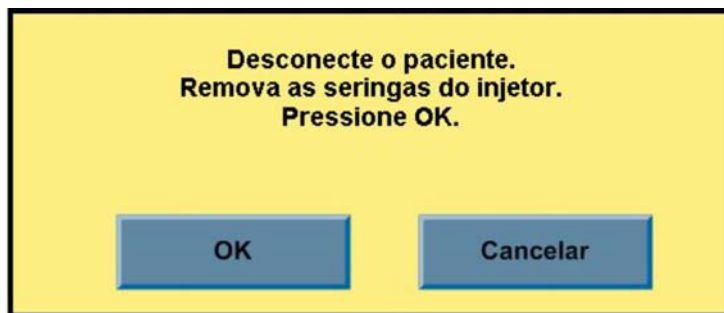 Desconecte o paciente.
Remova as seringas do injetor.
Pressione OK.
OK
Cancelar